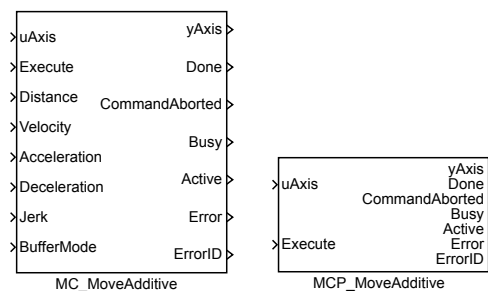 uAxis
Execute
Distance
Velocity
Acceleration
Deceleration
Jerk
BufferMode
yAxis
Done
CommandAborted
Busy
Active
Error
ErrorID
MC_MoveAdditive
uAxis
Execute
yAxis
Done
CommandAborted
Busy
Active
Error
ErrorID
MCP_MoveAdditive